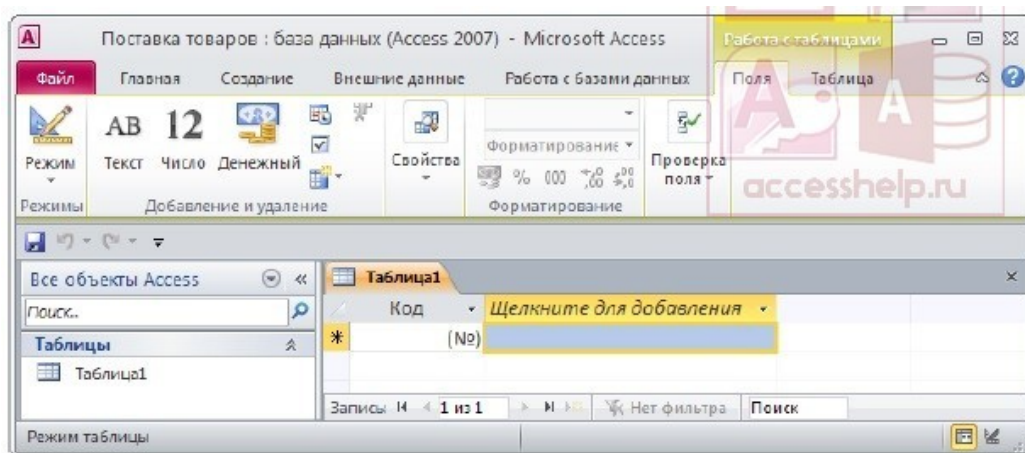 Поставка товаров : база данных (Access 2007) - Microsoft Access
Работа с таблицами
Файл Главная Создание Внешние данные Работа с базами данных Поля Таблица
AB 12
Режим Текст Число Денежный Свойства Форматирование Проверка поля
% 000
Режимы Добавление и удаление Форматирование
accesshelp.ru
Все объекты Access Таблица1
Поиск... Код Щелкните для добавления
Таблицы (№)
Таблица1
Запись: 1 из 1 Нет фильтра Поиск
Режим таблицы